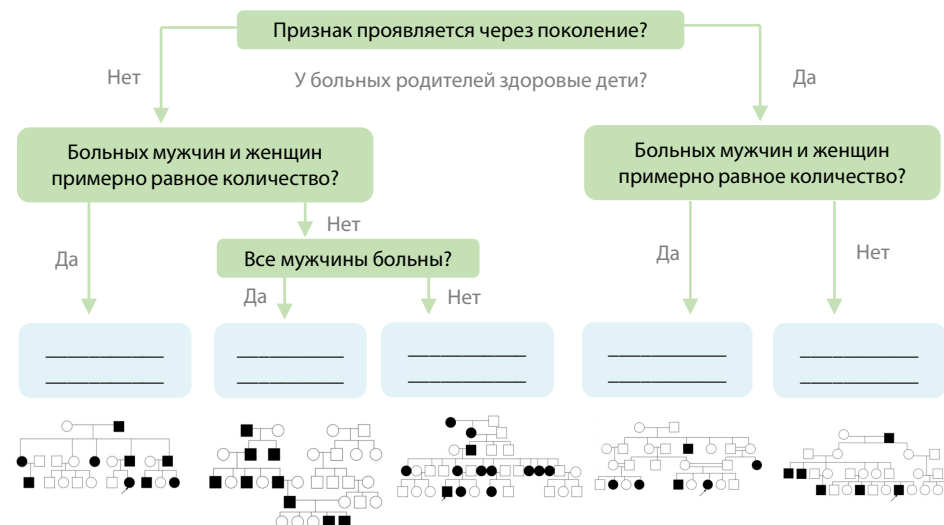 Признак проявляется через поколение?
Нет
У больных родителей здоровые дети?
Да
Больных мужчин и женщин
примерно равное количество?
Больных мужчин и женщин
примерно равное количество?
Да
Нет
Все мужчины больны?
Да
Нет
Да
Нет